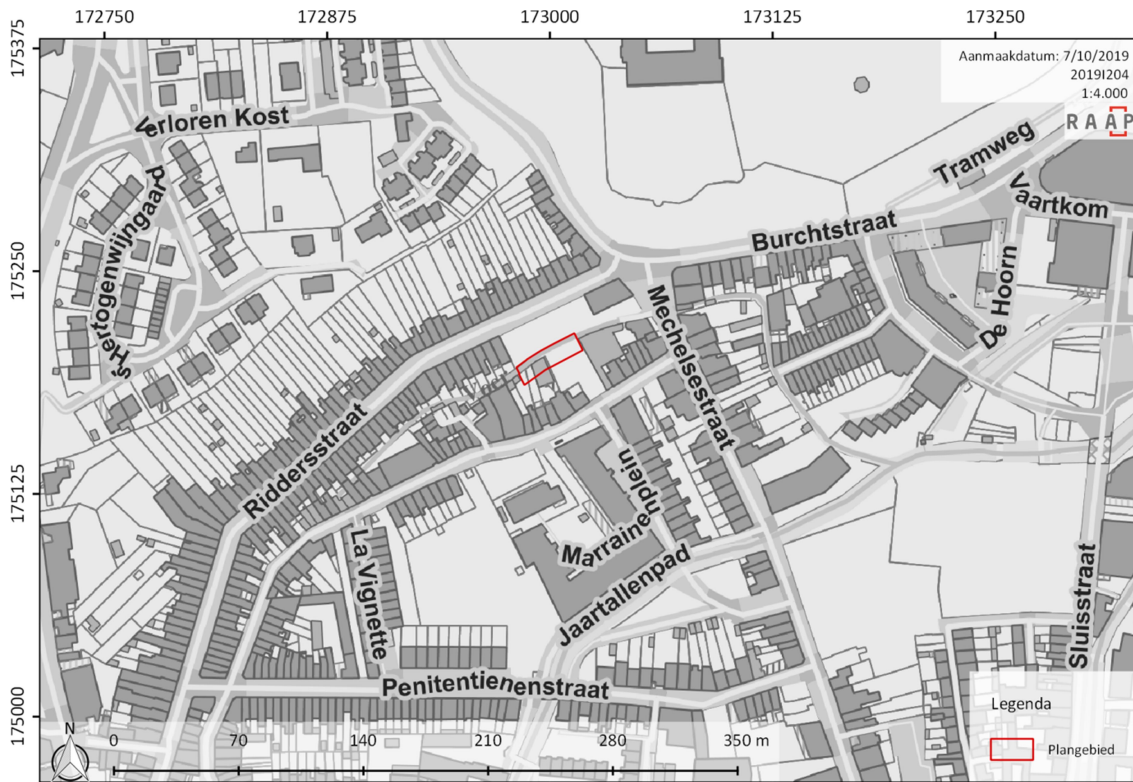 172750 172875 173000 173125 173250
175375
175250
175125
175000
Aanmaakdatum: 7/10/2019
2019I204
1:4.000
RAAP
Verloren Kost
's Hertogenwijngaard
Tramweg
Vaartkom
Burchtstraat
De Hoorn
Mechelsestraat
Riddersstraat
Marraineplein
La Vignette
Jaartallenpad
Sluisstraat
Penitentienenstraat
N
0 70 140 210 280 350 m
Legenda
Plangebied